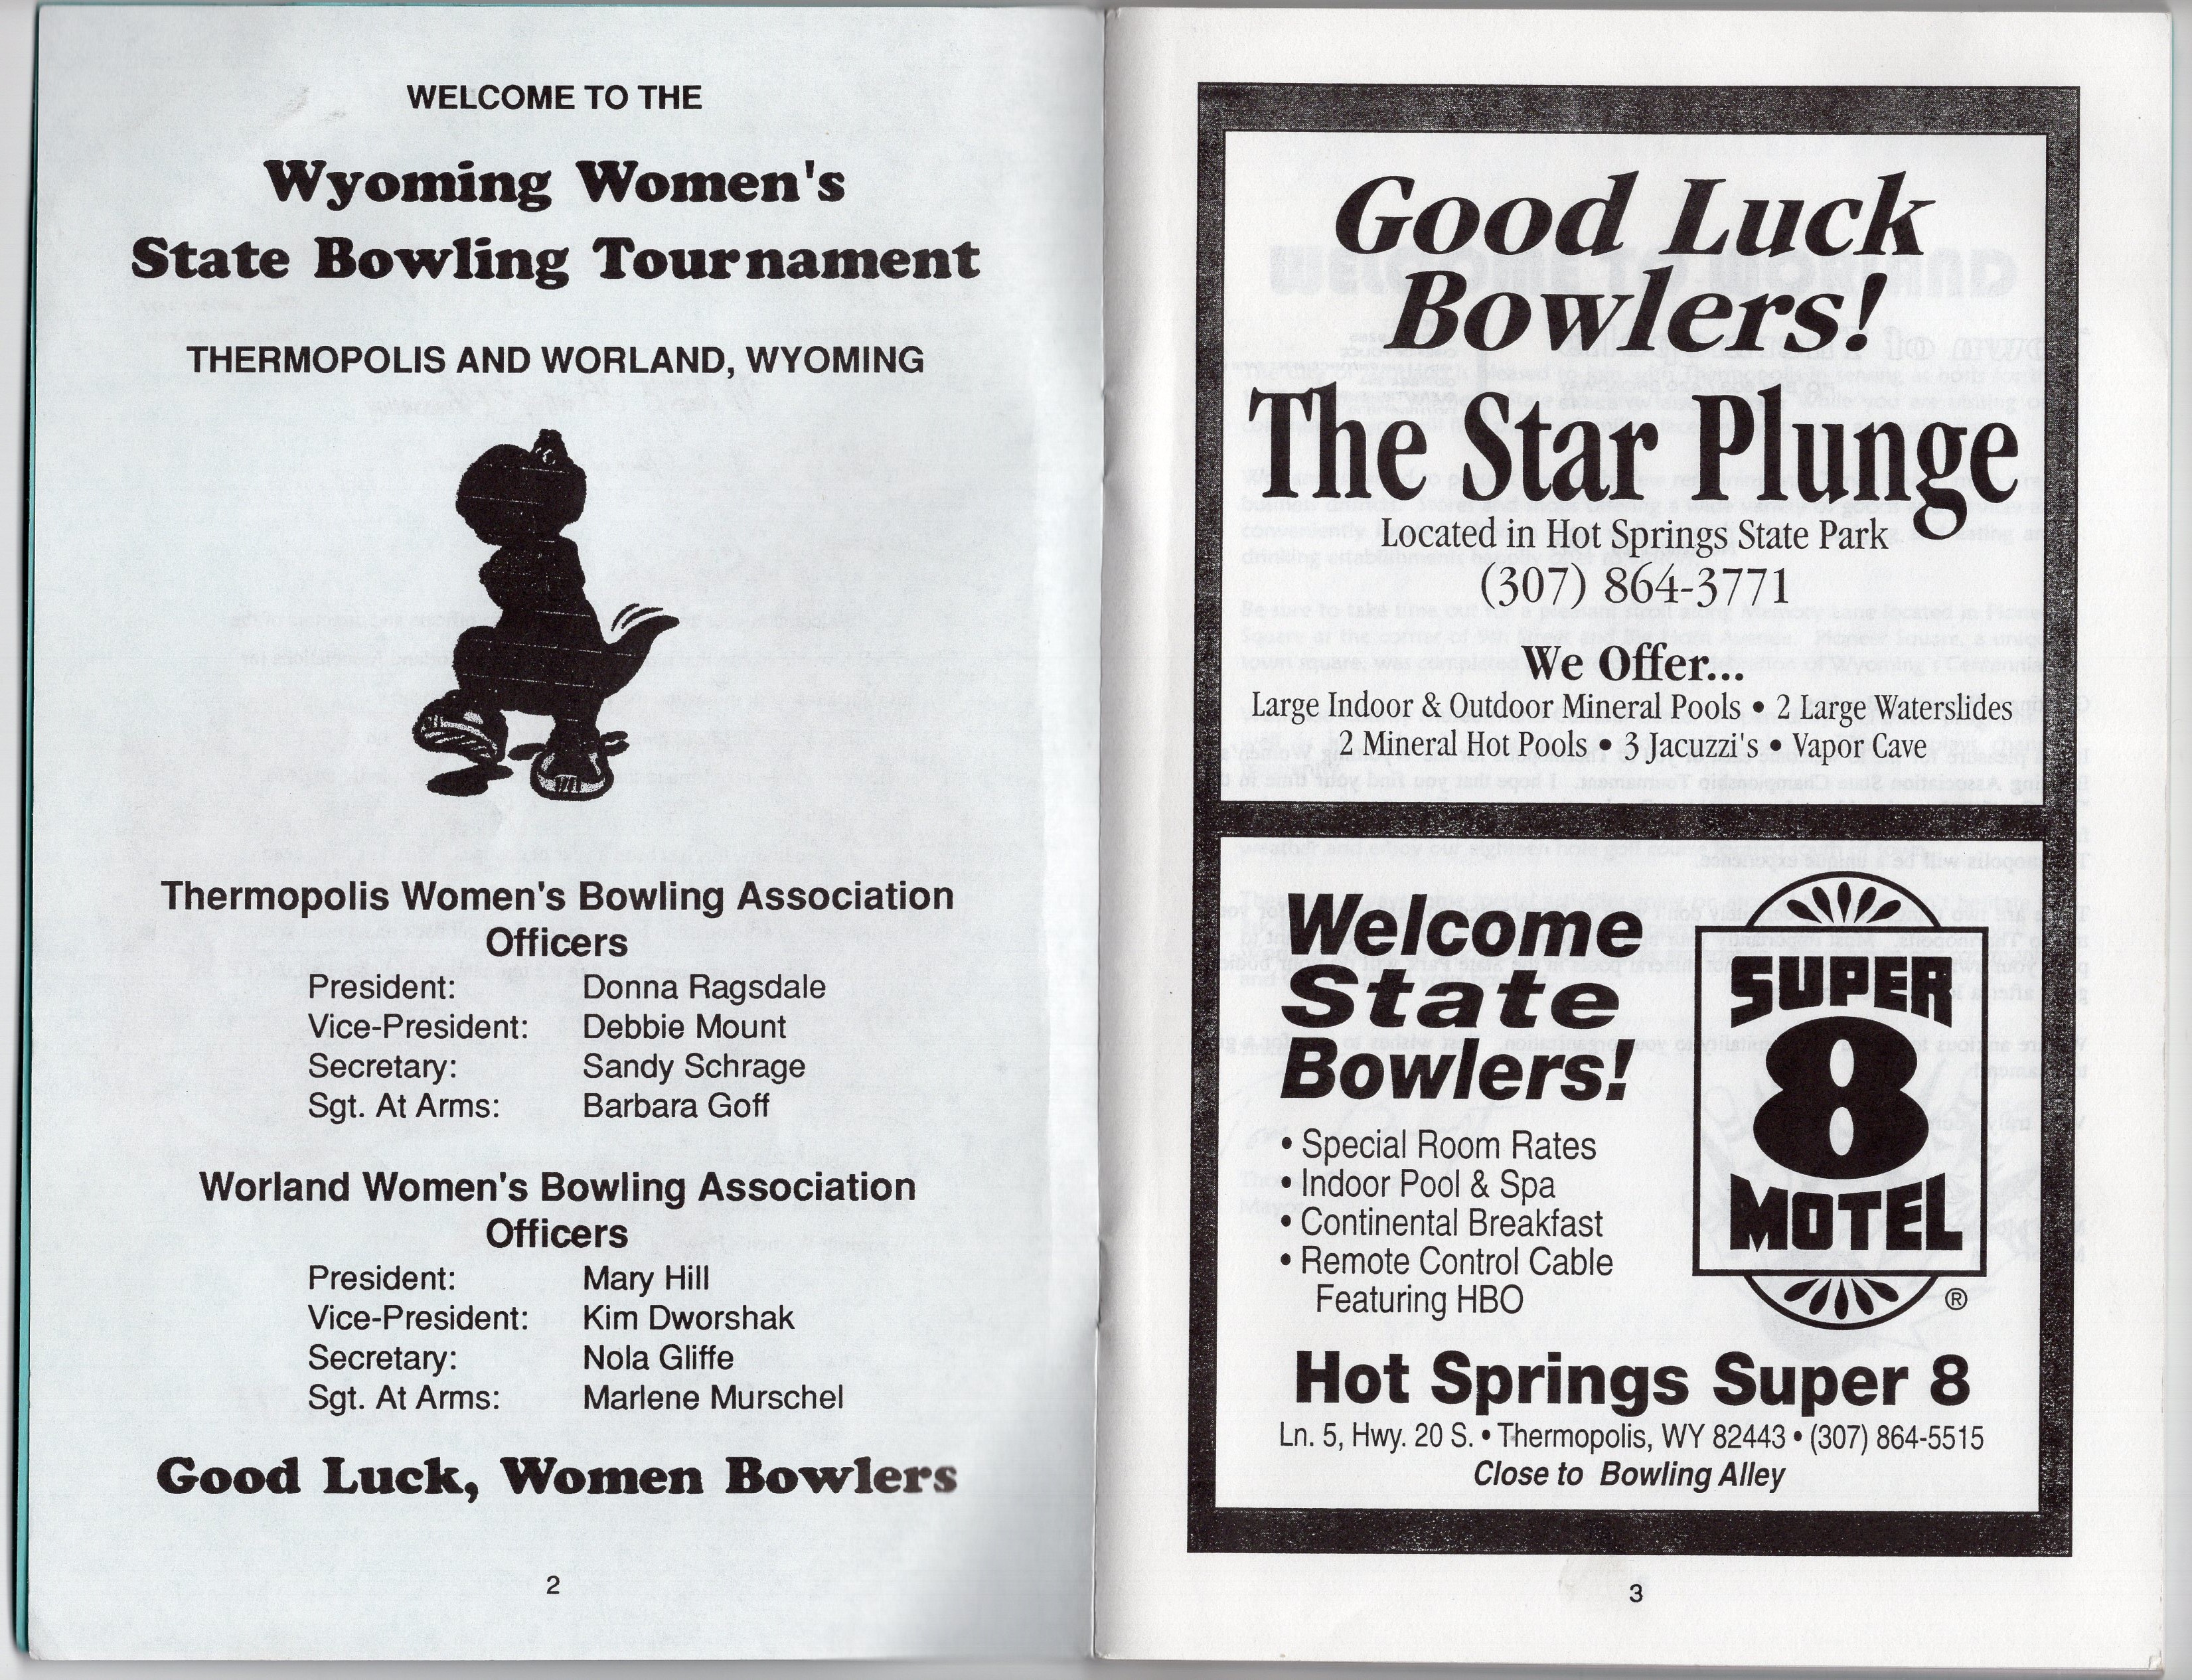 WELCOME TO THE
Wyoming Women's
State Bowling Tournament
THERMOPOLIS AND WORLAND, WYOMING
Thermopolis Women's Bowling Association
Officers
President: Donna Ragsdale
Vice-President: Debbie Mount
Secretary: Sandy Schrage
Sgt. At Arms: Barbara Goff
Worland Women's Bowling Association
Officers
President: Mary Hill
Vice-President: Kim Dworshak
Secretary: Nola Gliffe
Sgt. At Arms: Marlene Murschel
Good Luck, Women Bowlers
2
Good Luck
Bowlers!
The Star Plunge
Located in Hot Springs State Park
(307) 864-3771
We Offer...
Large Indoor & Outdoor Mineral Pools • 2 Large Waterslides
2 Mineral Hot Pools • 3 Jacuzzi's • Vapor Cave
Welcome
State
Bowlers!
• Special Room Rates
• Indoor Pool & Spa
• Continental Breakfast
• Remote Control Cable
Featuring HBO
SUPER
8
MOTEL
®
Hot Springs Super 8
Ln. 5, Hwy. 20 S. • Thermopolis, WY 82443 • (307) 864-5515
Close to Bowling Alley
3